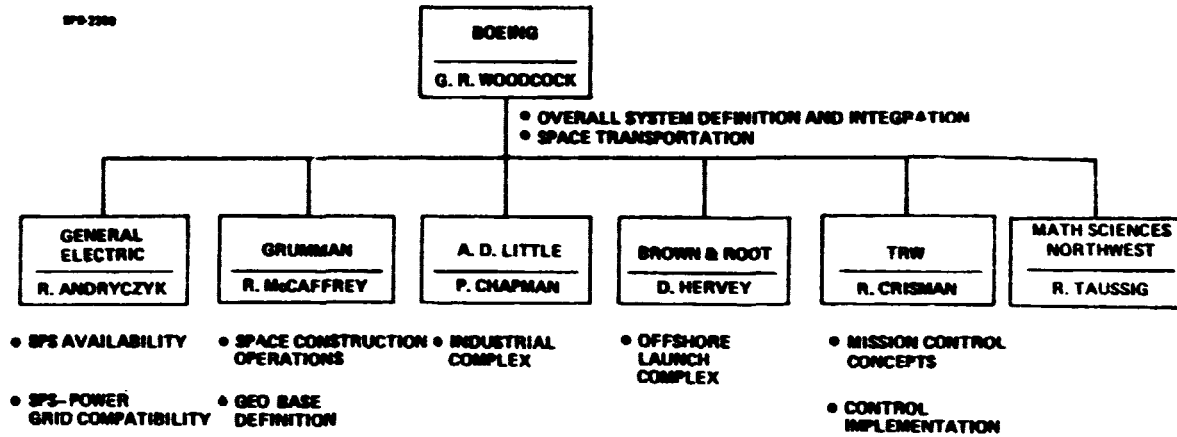 BOEING
G. R. WOODCOCK
• OVERALL SYSTEM DEFINITION AND INTEGRATION
• SPACE TRANSPORTATION
GENERAL
ELECTRIC
R. ANDRYCZYK
GRUMMAN
R. McCAFFREY
A. D. LITTLE
P. CHAPMAN
BROWN & ROOT
D. HERVEY
TRW
R. CRISMAN
MATH SCIENCES
NORTHWEST
R. TAUSSIG
• SPS AVAILABILITY
• SPS-POWER
GRID COMPATIBILITY
• SPACE CONSTRUCTION
OPERATIONS
• GEO BASE
DEFINITION
• INDUSTRIAL
COMPLEX
• OFFSHORE
LAUNCH
COMPLEX
• MISSION CONTROL
CONCEPTS
• CONTROL
IMPLEMENTATION